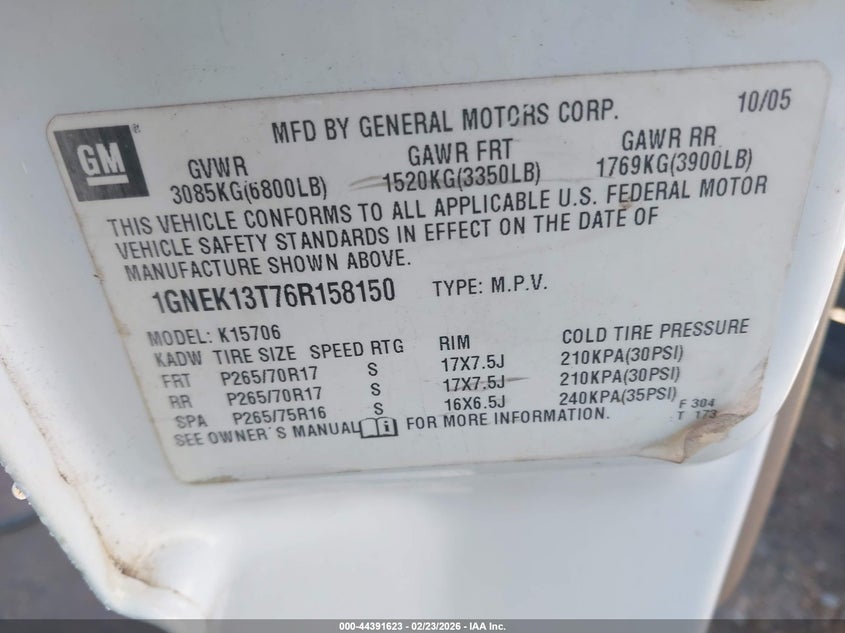 10/05
MFD BY GENERAL MOTORS CORP.
GM
GVWR GAWR FRT GAWR RR
3085KG(6800LB) 1520KG(3350LB) 1769KG(3900LB)
THIS VEHICLE CONFORMS TO ALL APPLICABLE U.S. FEDERAL MOTOR
VEHICLE SAFETY STANDARDS IN EFFECT ON THE DATE OF
MANUFACTURE SHOWN ABOVE.
1GNEK13T76R158150 TYPE: M.P.V.
MODEL: K15706
KADW TIRE SIZE SPEED RTG RIM COLD TIRE PRESSURE
FRT P265/70R17 S 17X7.5J 210KPA(30PSI)
RR P265/70R17 S 17X7.5J 210KPA(30PSI)
SPA P265/75R16 S 16X6.5J 240KPA(35PSI) F 304
SEE OWNER'S MANUAL FOR MORE INFORMATION. T 173
000-44391623 - 02/23/2026 - IAA Inc.